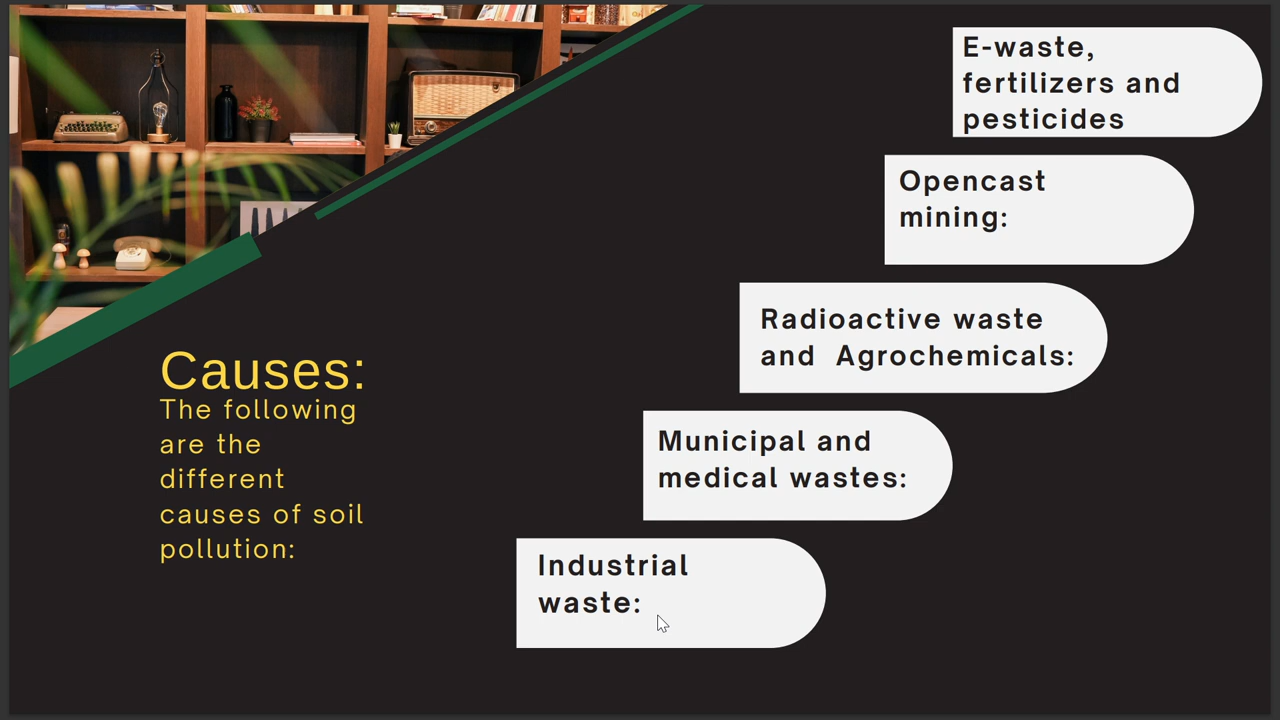 Causes:
The following
are the
different
causes of soil
pollution:
E-waste,
fertilizers and
pesticides
Opencast
mining:
Radioactive waste
and  Agrochemicals:
Municipal and
medical wastes:
Industrial
waste: